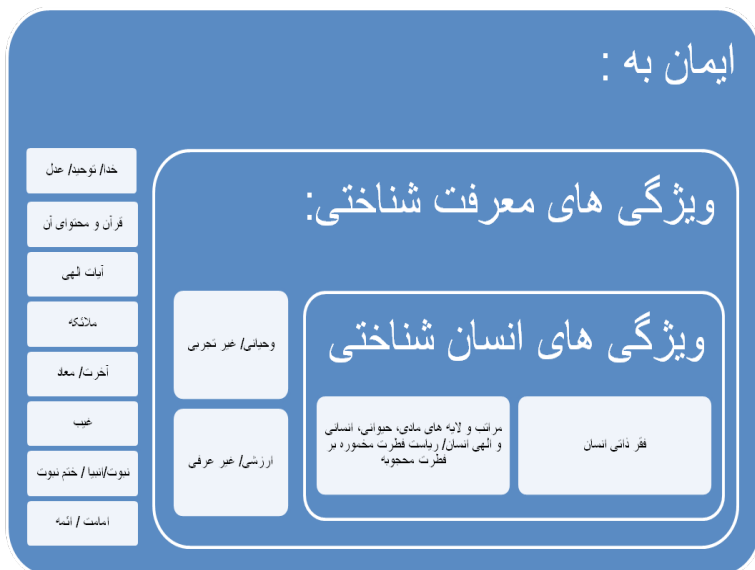 ایمان به :
خدا/ توحید/ عدل
قرآن و محتوای آن
آیات الهی
ملائکه
آخرت/ معاد
غیب
نبوت/انبیا / ختم نبوت
امامت / ائمه
ویژگی های معرفت شناختی:
وحیانی/ غیر تجربی
ارزشی/ غیر عرفی
ویژگی های انسان شناختی
فقر ذاتی انسان
مراتب و لایه های مادی، حیوانی، انسانی
و الهی انسان/ ریاست فطرت مخموره بر
فطرت محجوبه